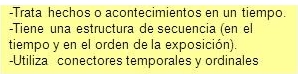 -Trata hechos o acontecimientos en un tiempo.
-Tiene una estructura de secuencia (en el
tiempo y en el orden de la exposición).
-Utiliza conectores temporales y ordinales